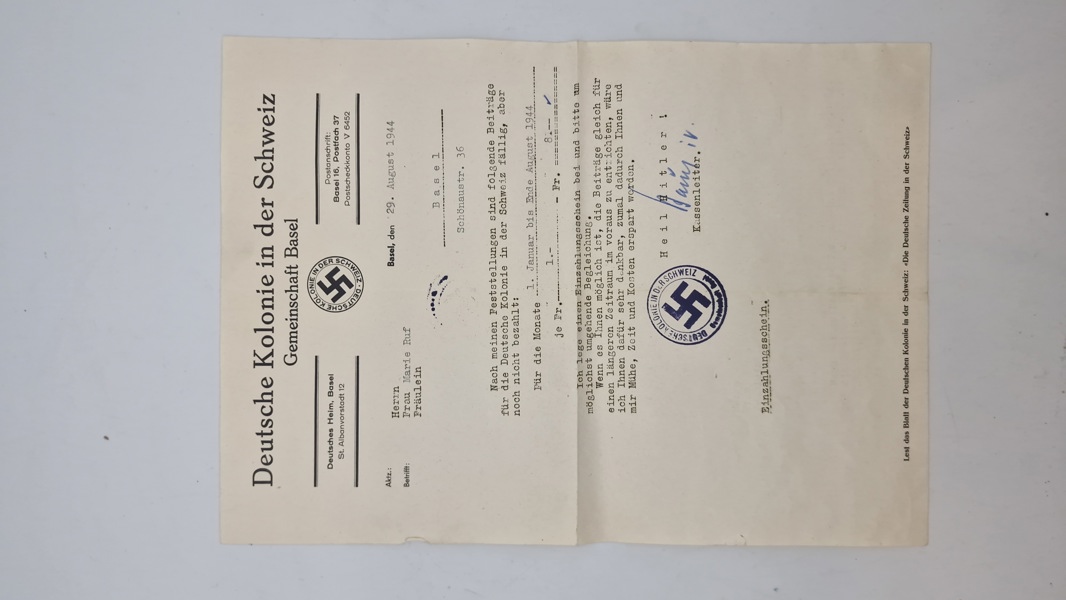 Deutsche Kolonie in der Schweiz
Gemeinschaft Basel
Deutsches Heim, Basel
St. Albanvorstadt 12
DEUTSCHE KOLONIE IN DER SCHWEIZ
Postanschrift:
Basel 16, Postfach 37
Postscheckkonto V 6452
Aktz.:
Basel, den 29. August 1944
Betrifft:
Herrn
Frau Marie Ruf
Fräulein
Basel
Schönaustr. 36
Nach meinen Feststellungen sind folgende Beiträge
für die Deutsche Kolonie in der Schweiz fällig, aber
noch nicht bezahlt:
Für die Monate 1. Januar bis Ende August 1944
je Fr. 1.- - Fr. 8.--
Ich lege einen Einzahlungsschein bei und bitte um
möglichst umgehende Begleichung.
Wenn es Ihnen möglich ist, die Beiträge gleich für
einen längeren Zeitraum im voraus zu entrichten, wäre
ich Ihnen dafür sehr dankbar, zumal dadurch Ihnen und
mir Mühe, Zeit und Kosten erspart worden.
Heil Hitler!
DEUTSCHE KOLONIE IN DER SCHWEIZ
Kassenleiter.
Einzahlungsschein.
Lest das Blatt der Deutschen Kolonie in der Schweiz: «Die Deutsche Zeitung in der Schweiz»